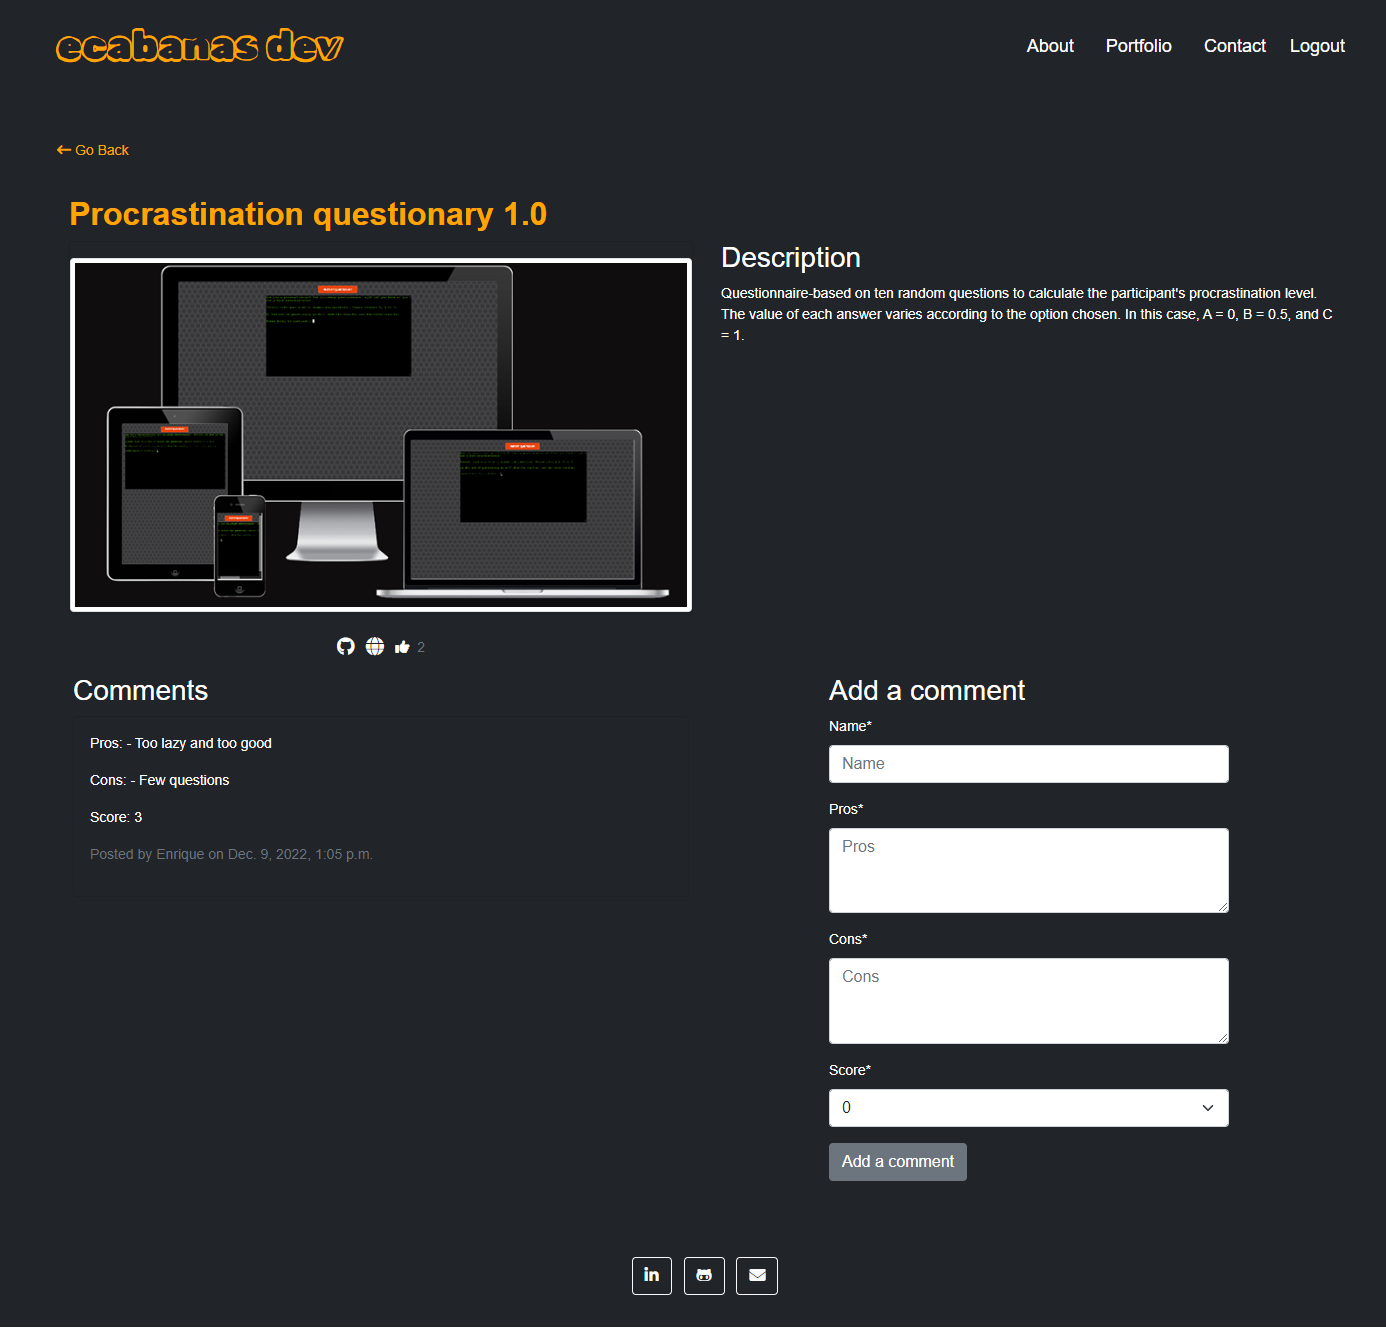 ecabanas dev
About Portfolio Contact Logout
Go Back
Procrastination questionary 1.0
Description
Questionnaire-based on ten random questions to calculate the participant's procrastination level.
The value of each answer varies according to the option chosen. In this case, A = 0, B = 0.5, and C
= 1.
2
Comments
Pros: - Too lazy and too good
Cons: - Few questions
Score: 3
Posted by Enrique on Dec. 9, 2022, 1:05 p.m.
Add a comment
Name*
Name
Pros*
Pros
Cons*
Cons
Score*
0
Add a comment
in